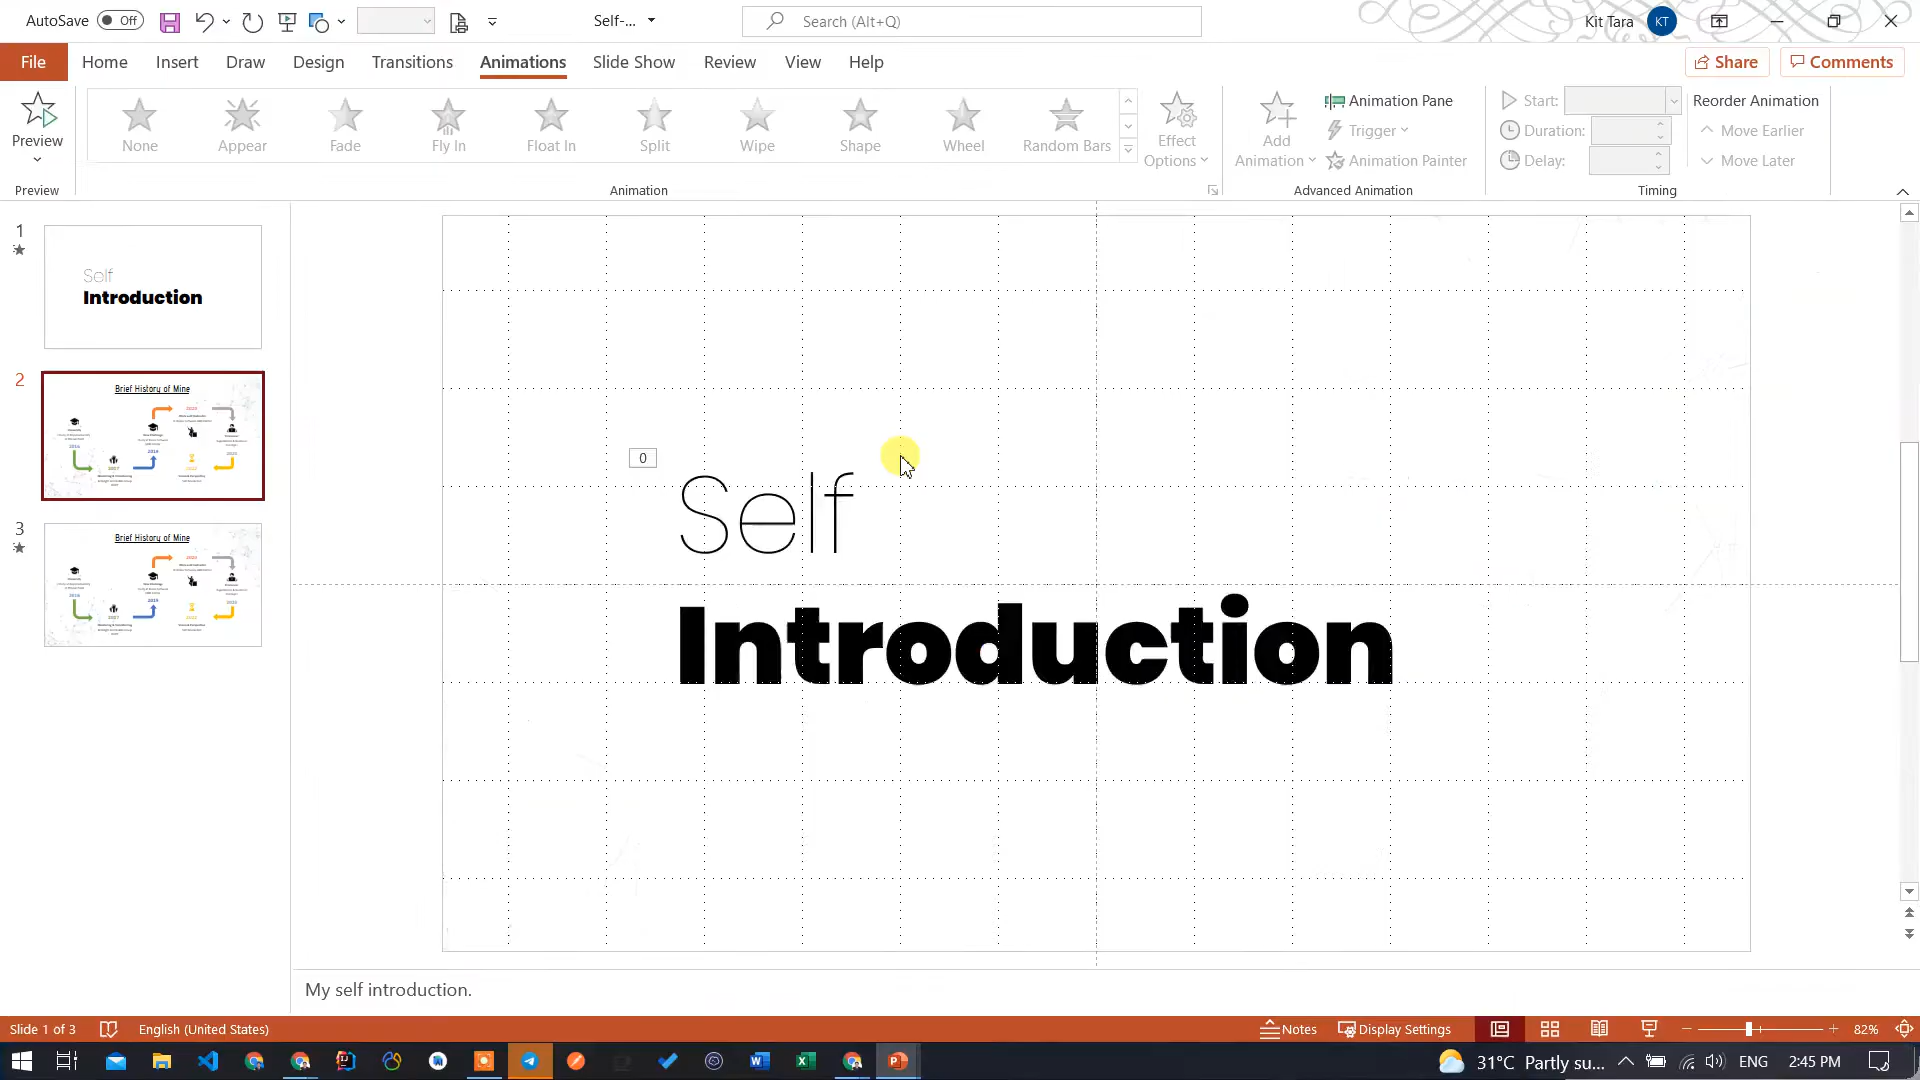 AutoSave Off
Self-...
Search (Alt+Q)
Kit Tara KT
File Home Insert Draw Design Transitions Animations Slide Show Review View Help
Share Comments
Preview
None Appear Fade Fly In Float In Split Wipe Shape Wheel Random Bars
Effect Options
Add Animation
Animation Pane
Trigger
Animation Painter
Start:
Duration:
Delay:
Reorder Animation
Move Earlier
Move Later
Preview Animation Advanced Animation Timing
1
Self
Introduction
2
Brief History of Mine
3
Brief History of Mine
0
Self
Introduction
My self introduction.
Slide 1 of 3 English (United States) Notes Display Settings 82%
31°C Partly su... ENG 2:45 PM